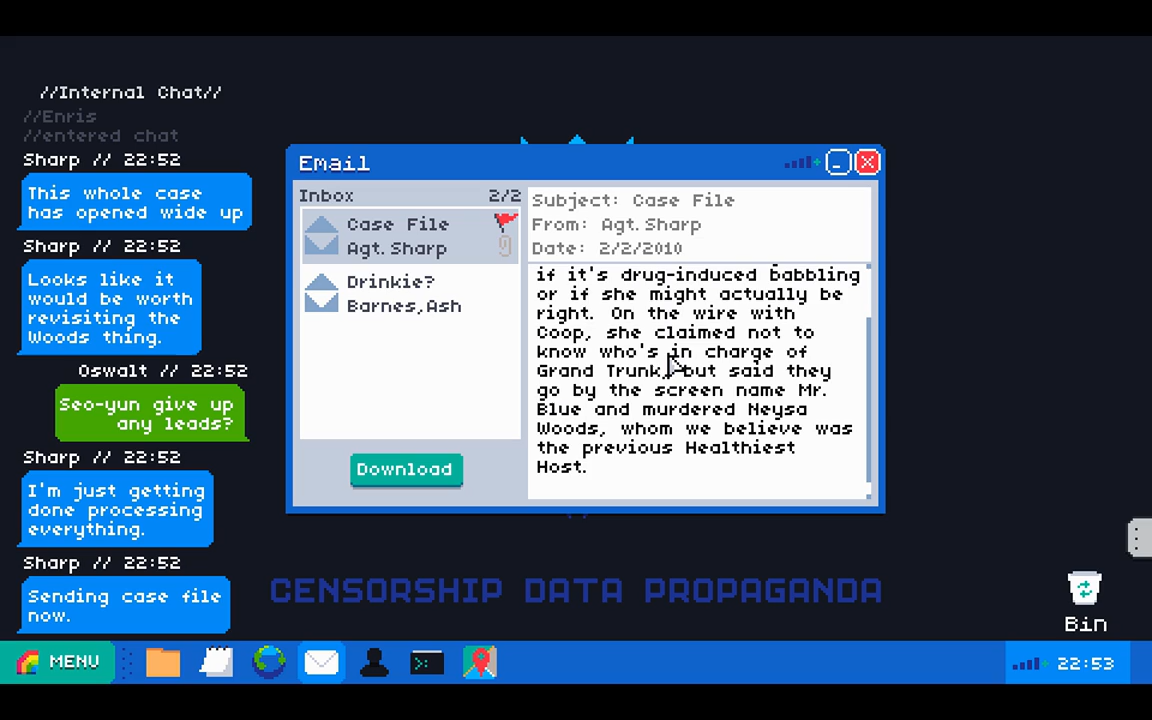 //Internal Chat//
//Enris
//entered chat
Sharp // 22:52
This whole case
has opened wide up
Sharp // 22:52
Looks like it
would be worth
revisiting the
Woods thing.
Oswalt // 22:52
Seo-yun give up
any leads?
Sharp // 22:52
I'm just getting
done processing
everything.
Sharp // 22:52
Sending case file
now.
Email
Inbox 2/2
Case File
Agt.Sharp
Drinkie?
Barnes,Ash
Download
Subject: Case File
From: Agt.Sharp
Date: 2/2/2010
if it's drug-induced babbling
or if she might actually be
right. On the wire with
Coop, she claimed not to
know who's in charge of
Grand Trunk, but said they
go by the screen name Mr.
Blue and murdered Neysa
Woods, whom we believe was
the previous Healthiest
Host.
CENSORSHIP DATA PROPAGANDA
Bin
MENU
22:53